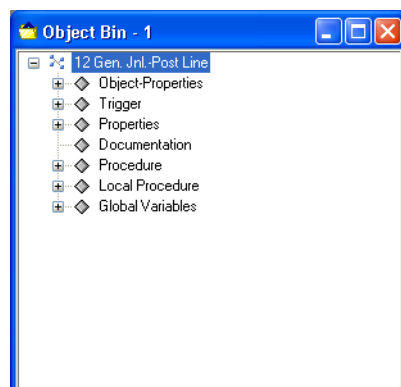 Object Bin - 1
12 Gen. Jnl.-Post Line
Object-Properties
Trigger
Properties
Documentation
Procedure
Local Procedure
Global Variables